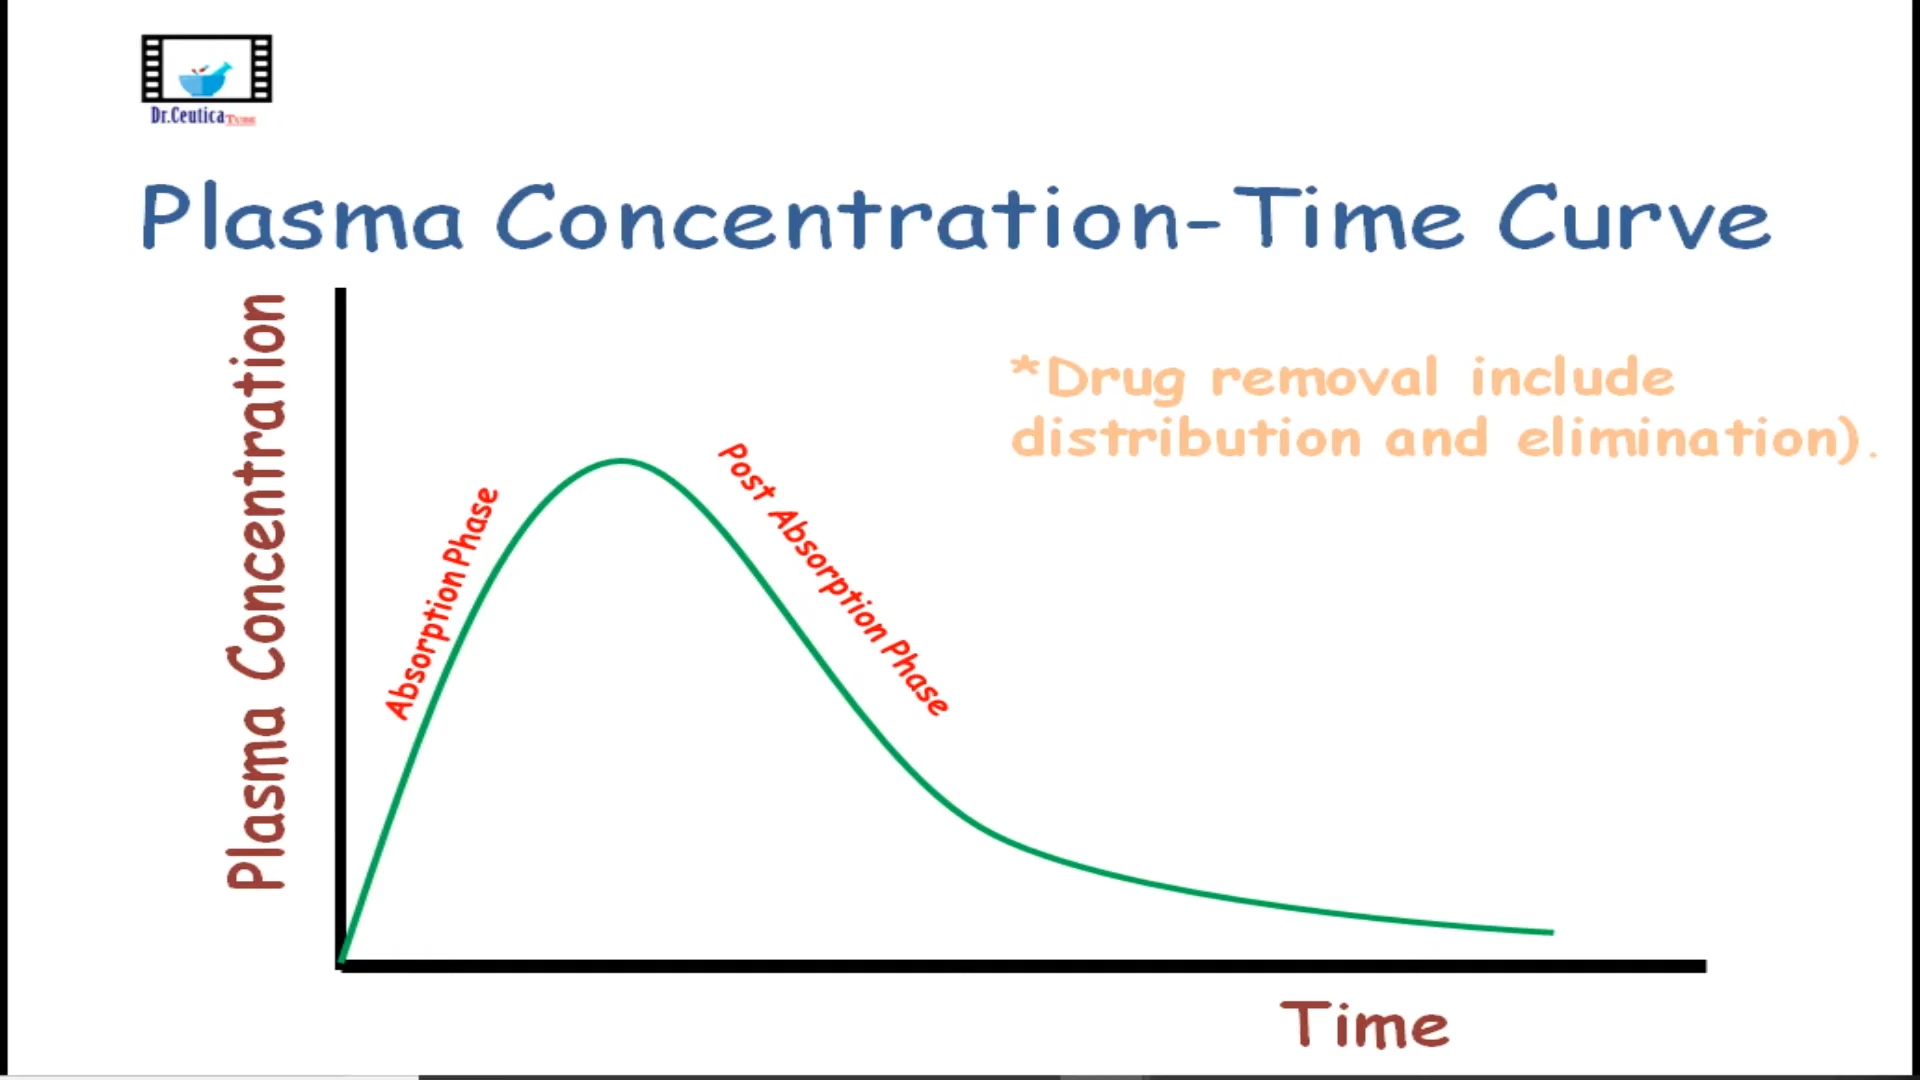 Dr.Ceutica Tube
Plasma Concentration-Time Curve
Plasma Concentration
*Drug removal include
distribution and elimination).
Absorption Phase
Post Absorption Phase
Time